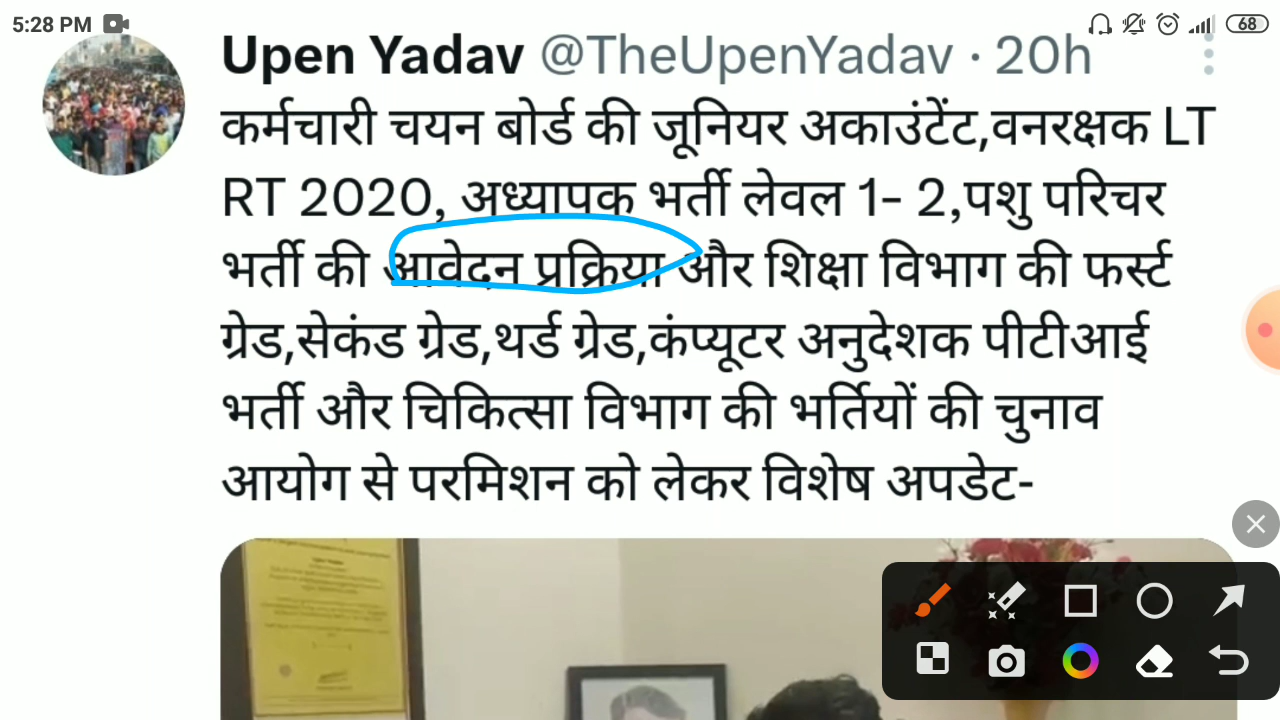 5:28 PM 68
Upen Yadav @TheUpenYadav · 20h
कर्मचारी चयन बोर्ड की जूनियर अकाउंटेंट,वनरक्षक LT
RT 2020, अध्यापक भर्ती लेवल 1- 2,पशु परिचर
भर्ती की आवेदन प्रक्रिया और शिक्षा विभाग की फर्स्ट
ग्रेड,सेकंड ग्रेड,थर्ड ग्रेड,कंप्यूटर अनुदेशक पीटीआई
भर्ती और चिकित्सा विभाग की भर्तियों की चुनाव
आयोग से परमिशन को लेकर विशेष अपडेट-